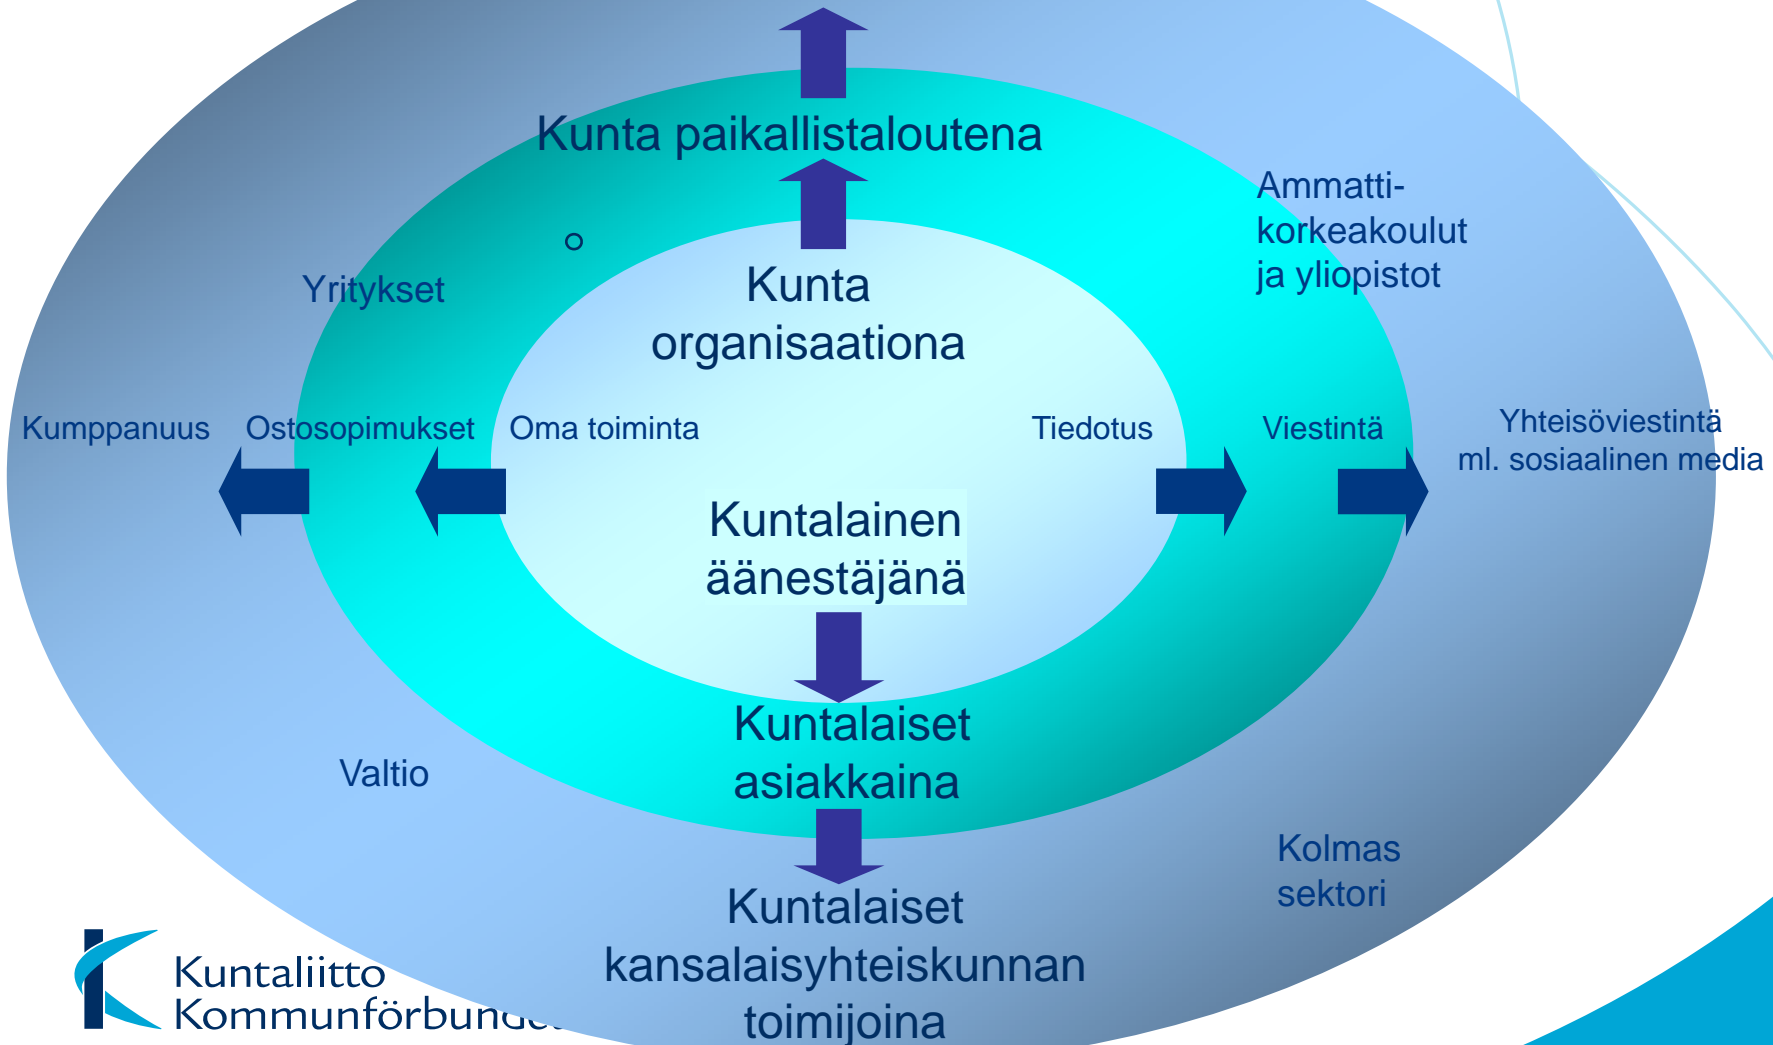 Kunta paikallistaloutena
Ammatti-
korkeakoulut
ja yliopistot
Yritykset
Kunta
organisaationa
Kumppanuus
Ostosopimukset
Oma toiminta
Tiedotus
Viestintä
Yhteisöviestintä
ml. sosiaalinen media
Kuntalainen
äänestäjänä
Kuntalaiset
asiakkaina
Valtio
Kolmas
sektori
Kuntalaiset
kansalaisyhteiskunnan
toimijoina
Kuntaliitto